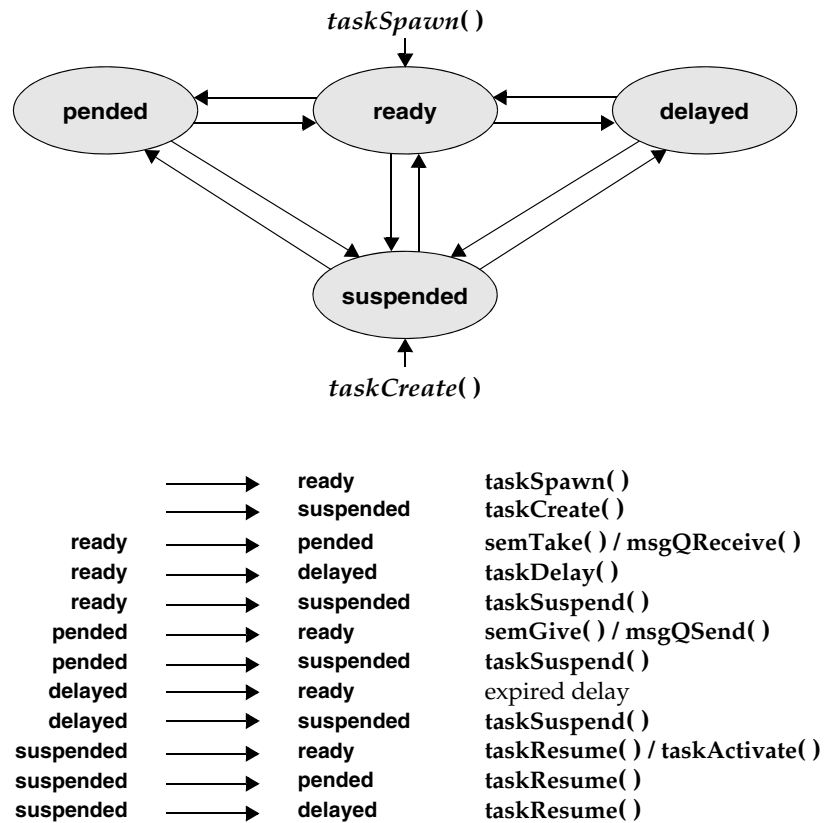 taskSpawn( )
pended ready delayed
suspended
taskCreate( )
ready taskSpawn( )
suspended taskCreate( )
ready pended semTake( ) / msgQReceive( )
ready delayed taskDelay( )
ready suspended taskSuspend( )
pended ready semGive( ) / msgQSend( )
pended suspended taskSuspend( )
delayed ready expired delay
delayed suspended taskSuspend( )
suspended ready taskResume( ) / taskActivate( )
suspended pended taskResume( )
suspended delayed taskResume( )